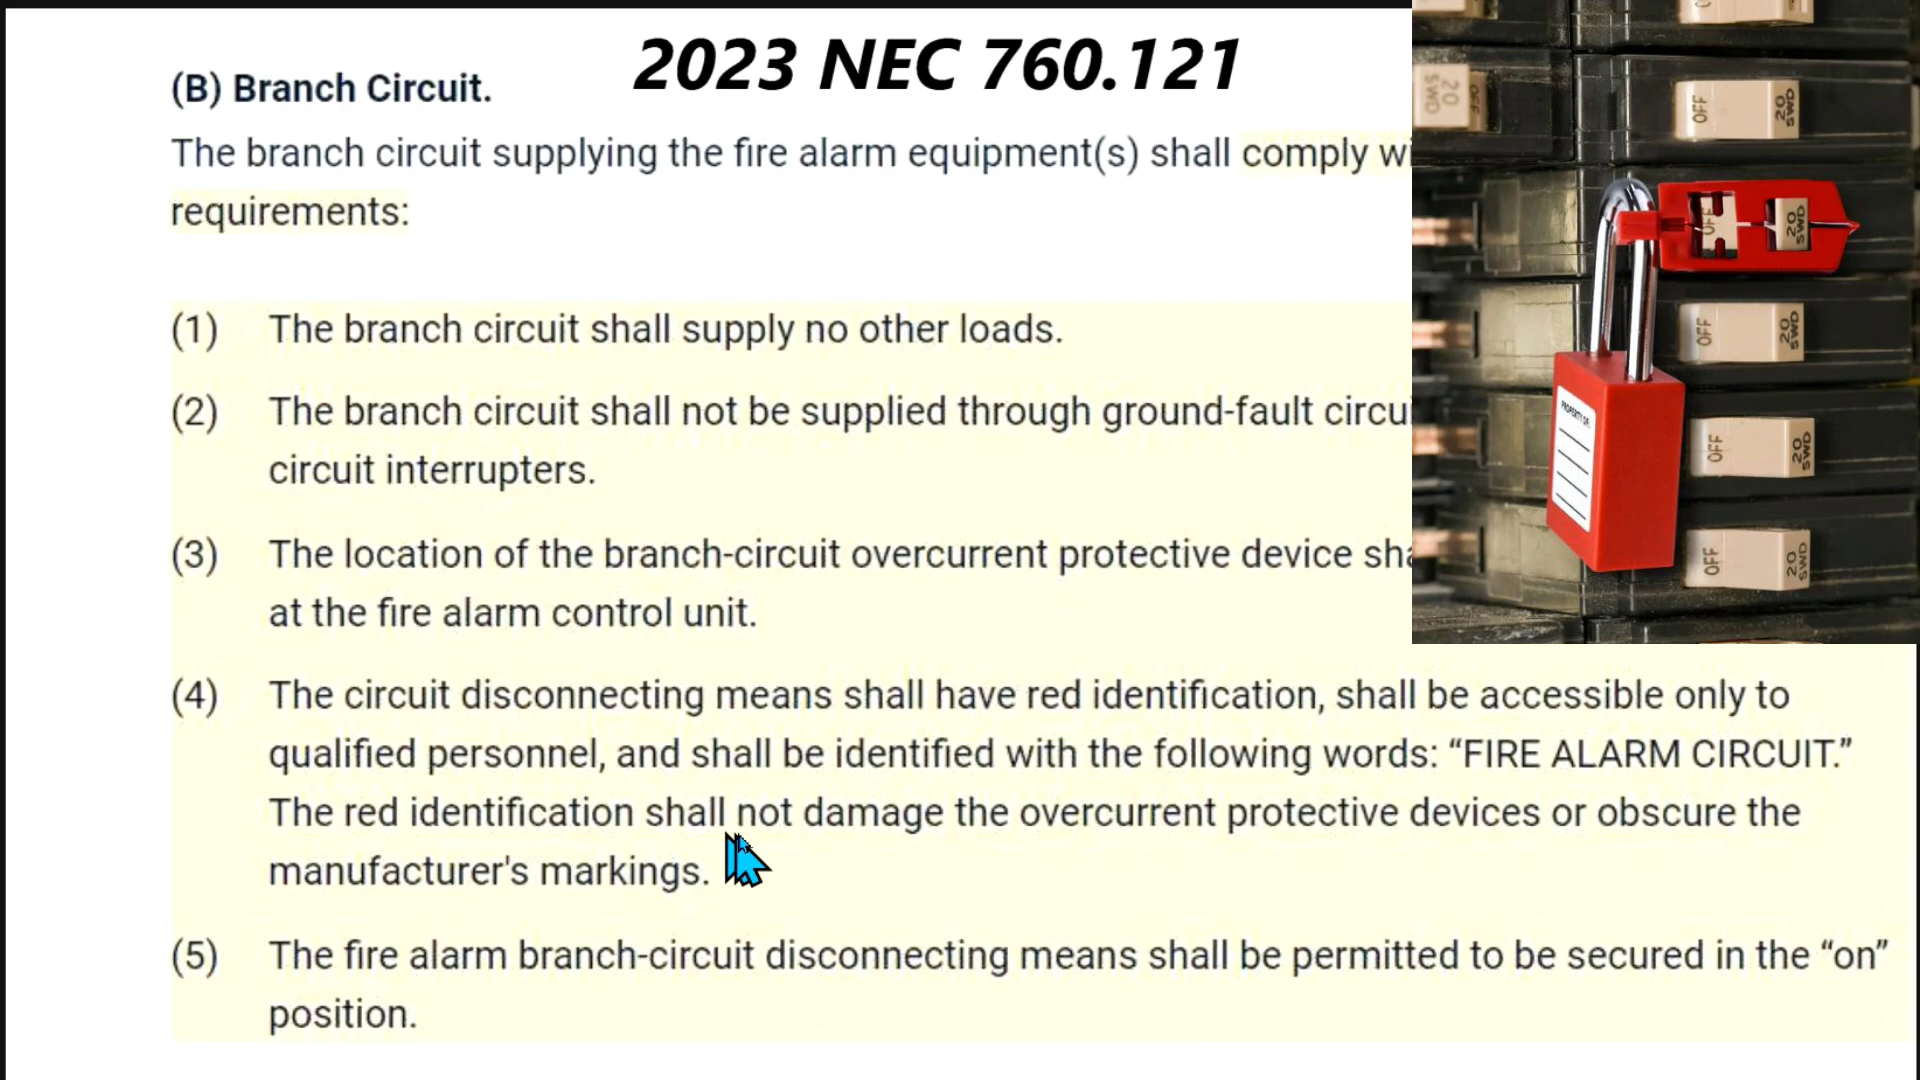 2023 NEC 760.121
(B) Branch Circuit.
The branch circuit supplying the fire alarm equipment(s) shall comply
requirements:
(1) The branch circuit shall supply no other loads.
(2) The branch circuit shall not be supplied through ground-fault
circuit interrupters.
(3) The location of the branch-circuit overcurrent protective device
at the fire alarm control unit.
(4) The circuit disconnecting means shall have red identification, shall be accessible only to
qualified personnel, and shall be identified with the following words: “FIRE ALARM CIRCUIT.”
The red identification shall not damage the overcurrent protective devices or obscure the
manufacturer's markings.
(5) The fire alarm branch-circuit disconnecting means shall be permitted to be secured in the “on”
position.
OFF 20 SWD
OFF 20 SWD
OFF 20 SWD
OFF 20 SWD
PROPERTY OF:
OFF 20 SWD
OFF 20 SWD